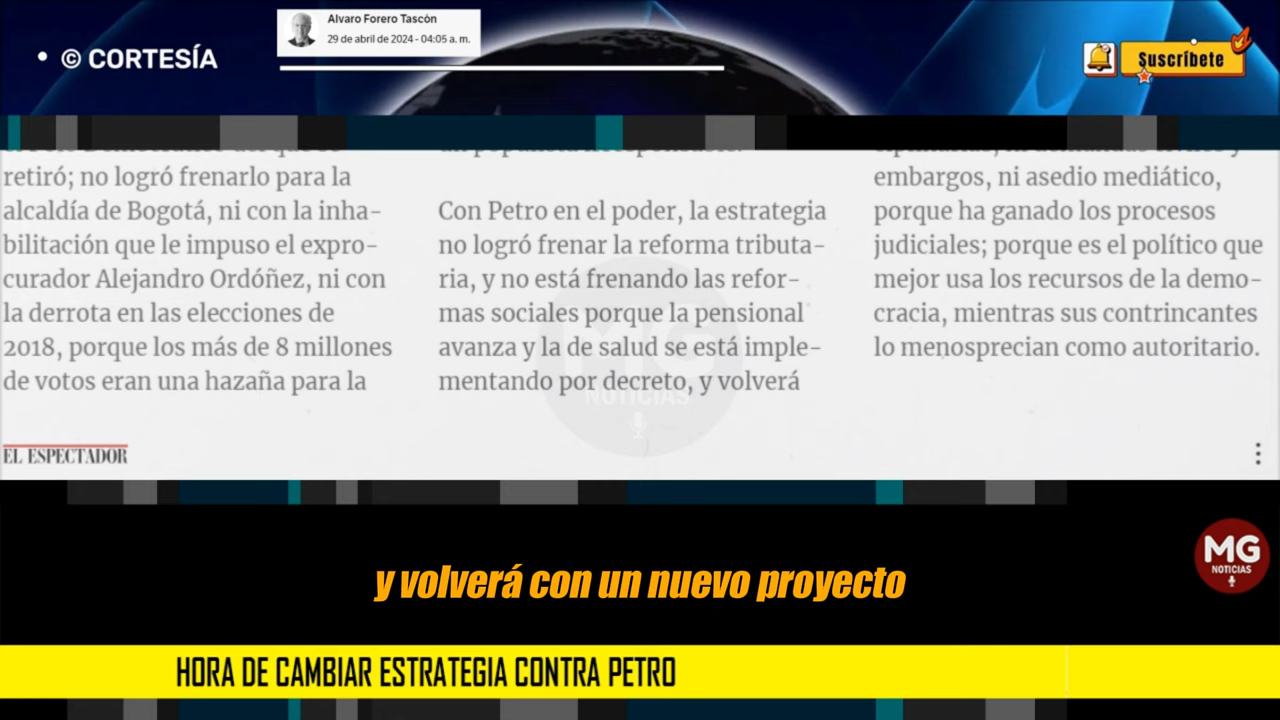 • © CORTESÍA
Alvaro Forero Tascón
29 de abril de 2024 - 04:05 a. m.
Suscríbete
retiró; no logró frenarlo para la
alcaldía de Bogotá, ni con la inha-
bilitación que le impuso el expro-
curador Alejandro Ordóñez, ni con
la derrota en las elecciones de
2018, porque los más de 8 millones
de votos eran una hazaña para la
Con Petro en el poder, la estrategia
no logró frenar la reforma tributa-
ria, y no está frenando las refor-
mas sociales porque la pensional
avanza y la de salud se está imple-
mentando por decreto, y volverá
embargos, ni asedio mediático,
porque ha ganado los procesos
judiciales; porque es el político que
mejor usa los recursos de la demo-
cracia, mientras sus contrincantes
lo menosprecian como autoritario.
MG
NOTICIAS
EL ESPECTADOR
y volverá con un nuevo proyecto
MG
NOTICIAS
HORA DE CAMBIAR ESTRATEGIA CONTRA PETRO